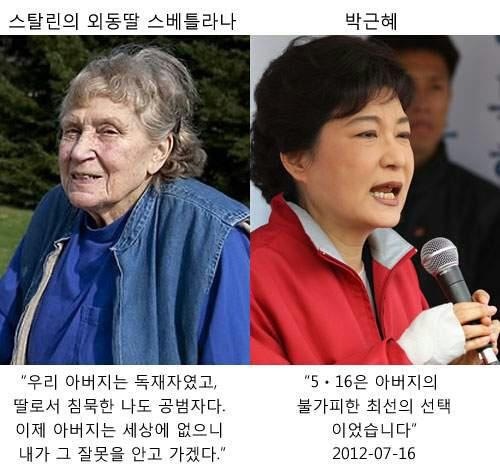 스탈린의 외동딸 스베틀라나
박근혜
"우리 아버지는 독재자였고,
딸로서 침묵한 나도 공범자다.
이제 아버지는 세상에 없으니
내가 그 잘못을 안고 가겠다."
"5·16은 아버지의
불가피한 최선의 선택
이었습니다"
2012-07-16